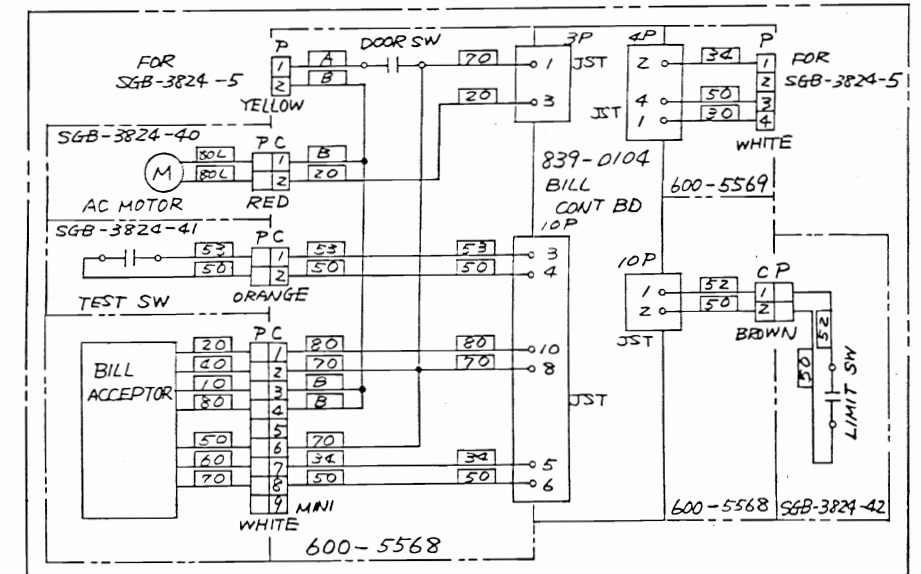 FOR
SGB-3824-5
P
1
2
YELLOW
A
B
DOOR SW
70
20
3P
1
3
JST
4P
2
4
1
JST
34
50
30
P
1
2
3
4
WHITE
FOR
SGB-3824-5
SGB-3824-40
M
80L
80L
P C
1
2
RED
B
20
AC MOTOR
839-0104
BILL
CONT BD
600-5569
SGB-3824-41
53
50
P C
1
2
ORANGE
53
50
53
50
TEST SW
10P
3
4
10
8
5
6
JST
10P
1
2
JST
52
50
C P
1
2
BROWN
52
50
LIMIT SW
BILL
ACCEPTOR
20
40
10
80
50
60
70
P C
1
2
3
4
5
6
7
8
9
MINI
WHITE
80
70
B
B
70
34
50
80
70
34
50
600-5568
600-5568
SGB-3824-42